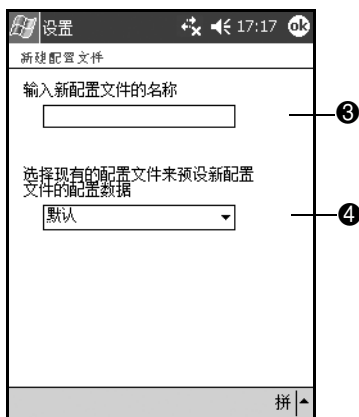 设置 17:17 ok
新建配置文件
输入新配置文件的名称
❸
选择现有的配置文件来预设新配置
文件的配置数据
默认
❹
拼